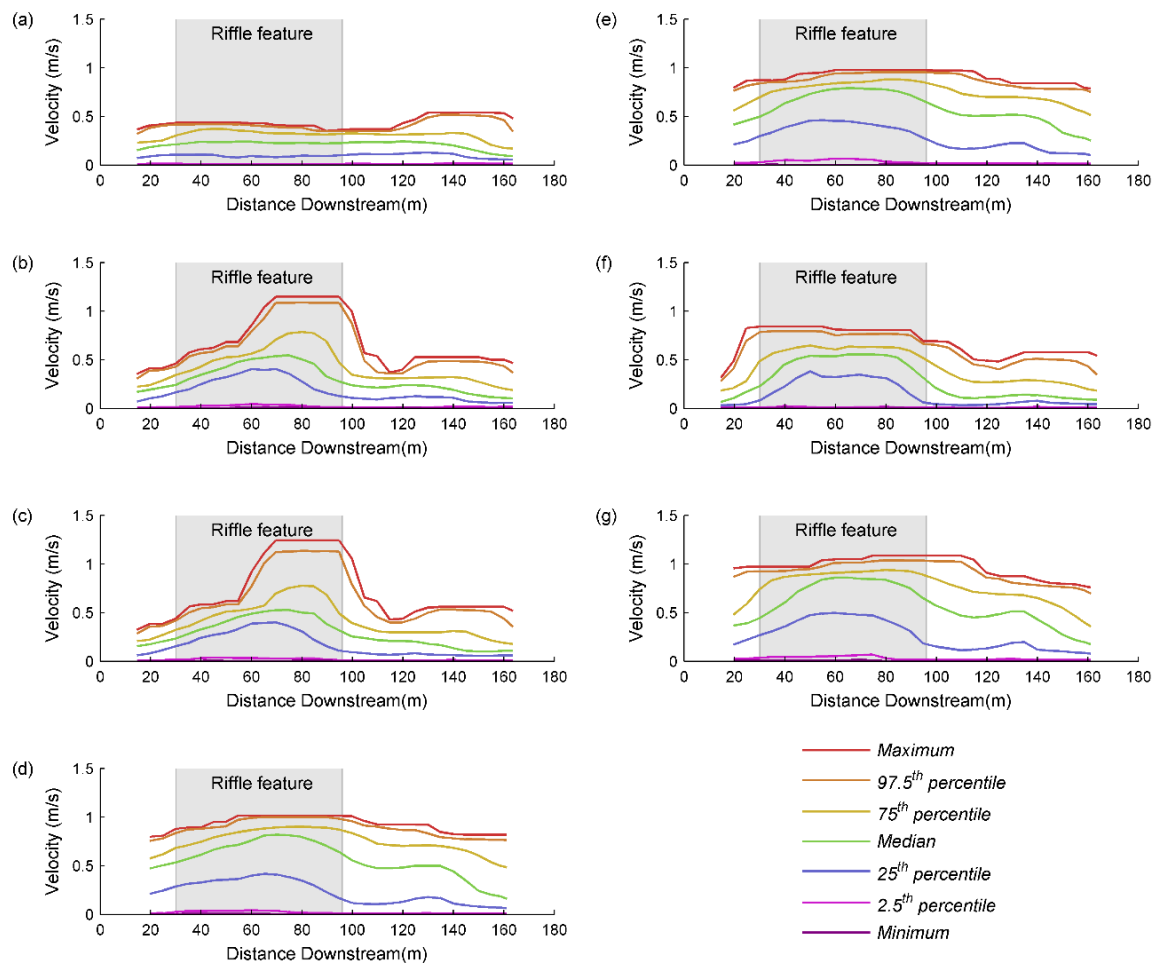 (a)
Velocity (m/s)
1.5
1
0.5
0
Riffle feature
0 20 40 60 80 100 120 140 160 180
Distance Downstream(m)
(b)
Velocity (m/s)
1.5
1
0.5
0
Riffle feature
0 20 40 60 80 100 120 140 160 180
Distance Downstream(m)
(c)
Velocity (m/s)
1.5
1
0.5
0
Riffle feature
0 20 40 60 80 100 120 140 160 180
Distance Downstream(m)
(d)
Velocity (m/s)
1.5
1
0.5
0
Riffle feature
0 20 40 60 80 100 120 140 160 180
Distance Downstream(m)
(e)
Velocity (m/s)
1.5
1
0.5
0
Riffle feature
0 20 40 60 80 100 120 140 160 180
Distance Downstream(m)
(f)
Velocity (m/s)
1.5
1
0.5
0
Riffle feature
0 20 40 60 80 100 120 140 160 180
Distance Downstream(m)
(g)
Velocity (m/s)
1.5
1
0.5
0
Riffle feature
0 20 40 60 80 100 120 140 160 180
Distance Downstream(m)
Maximum
97.5th percentile
75th percentile
Median
25th percentile
2.5th percentile
Minimum